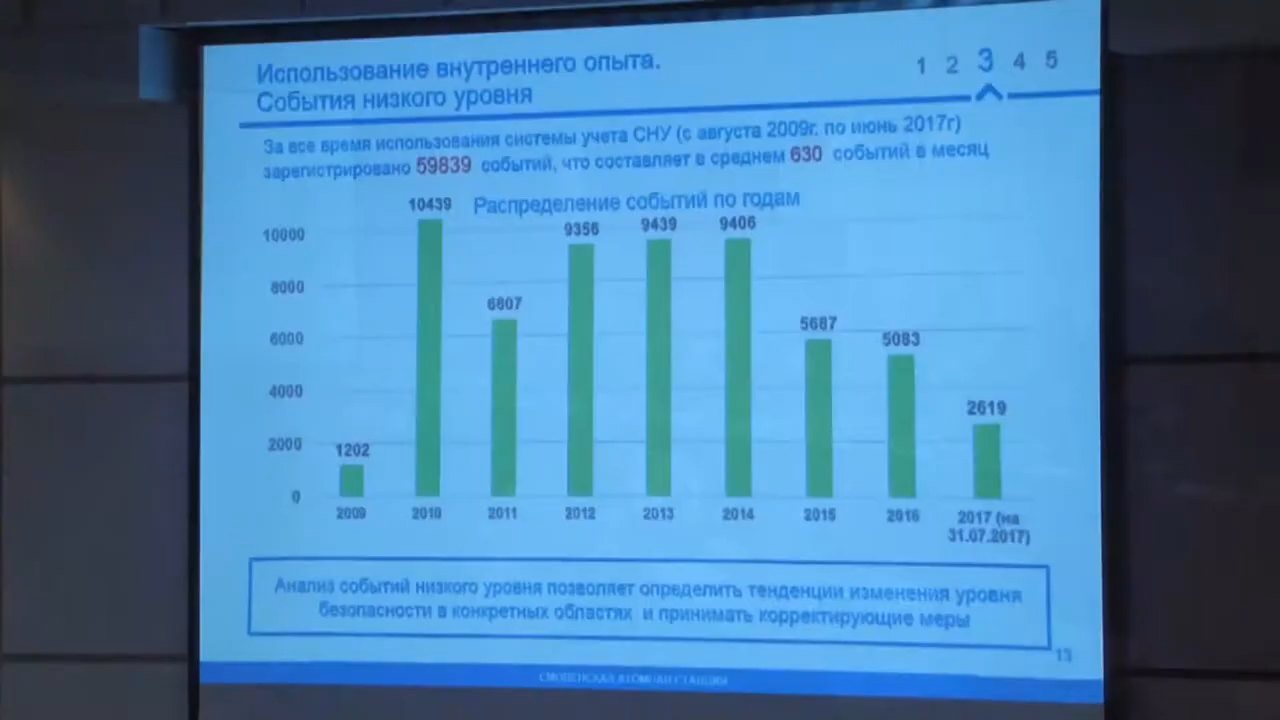 Использование внутреннего опыта.
События низкого уровня
1 2 3 4 5
За все время использования системы учета СНУ (с августа 2009г. по июнь 2017г)
зарегистрировано 59839 событий, что составляет в среднем 630 событий в месяц
Распределение событий по годам
10000
8000
6000
4000
2000
0
1202
10439
6807
9356
9439
9406
5687
5083
2619
2009
2010
2011
2012
2013
2014
2015
2016
2017 (на
31.07.2017)
Анализ событий низкого уровня позволяет определить тенденции изменения уровня
безопасности в конкретных областях и принимать корректирующие меры
13
СМОЛЕНСКАЯ АТОМНАЯ СТАНЦИЯ